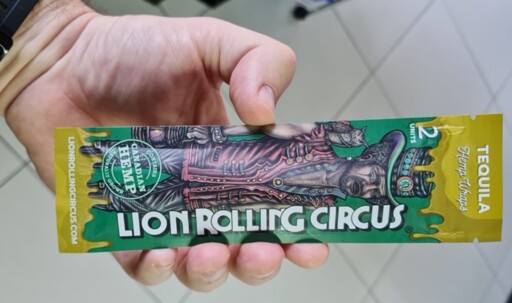 LIONROLLINGCIRCUS.COM
CANADIAN
HEMP
LION ROLLING CIRCUS
®
2
UNITS
TEQUILA
Hemp Wraps